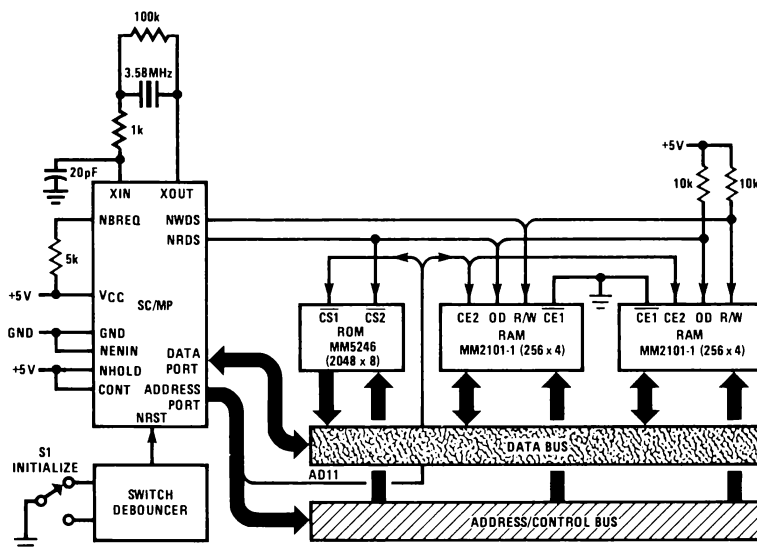 100k
3.58MHz
1k
20pF
XIN XOUT
NBREQ NWDS
NRDS
5k
+5V VCC
SC/MP
GND GND
NENIN
+5V NHOLD
CONT
DATA PORT
ADDRESS PORT
NRST
S1
INITIALIZE
SWITCH
DEBOUNCER
+5V
10k 10k
CS1 CS2
ROM
MM5246
(2048 x 8)
CE2 OD R/W CE1
RAM
MM2101-1 (256 x 4)
CE1 CE2 OD R/W
RAM
MM2101-1 (256 x 4)
DATA BUS
AD11
ADDRESS/CONTROL BUS